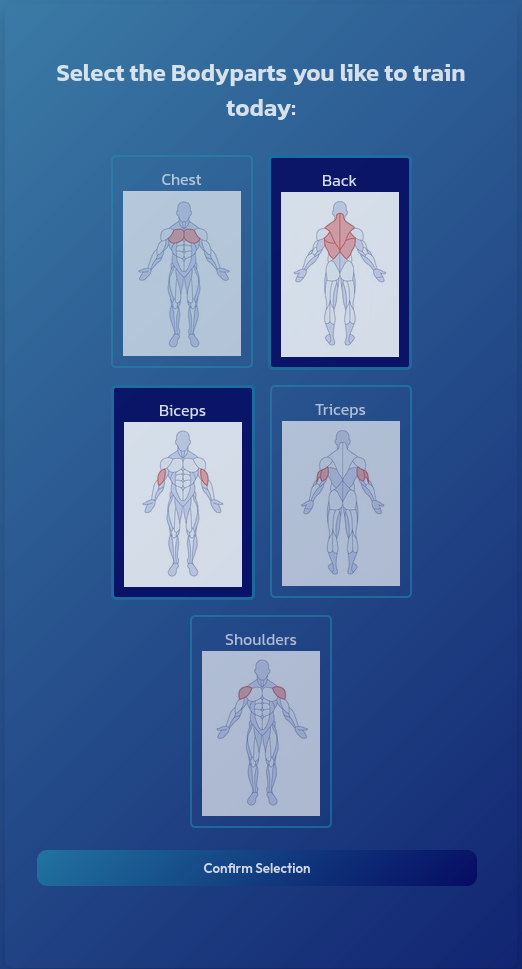 Select the Bodyparts you like to train
today:
Chest
Back
Biceps
Triceps
Shoulders
Confirm Selection